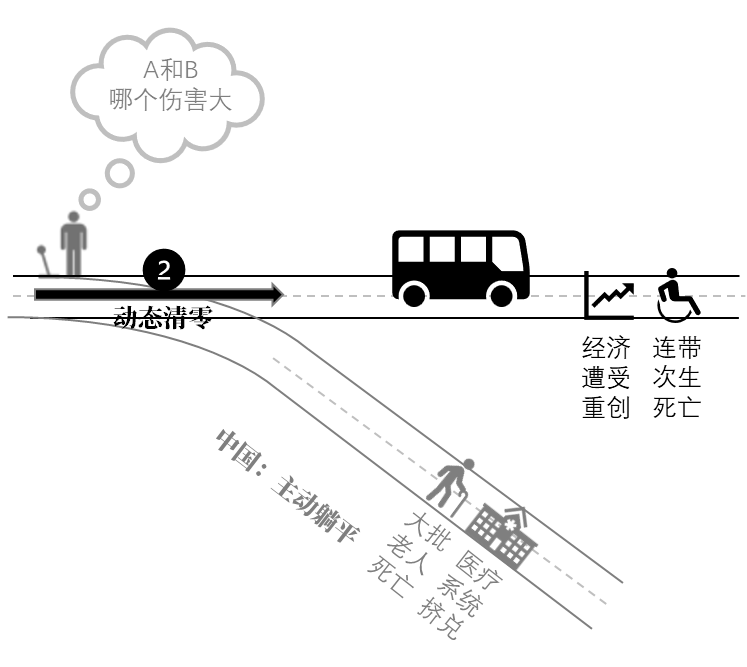 A和B
哪个伤害大
2
动态清零
经济
遭受
重创
连带
次生
死亡
中国：主动躺平
大批
老人
死亡
医疗
系统
挤兑